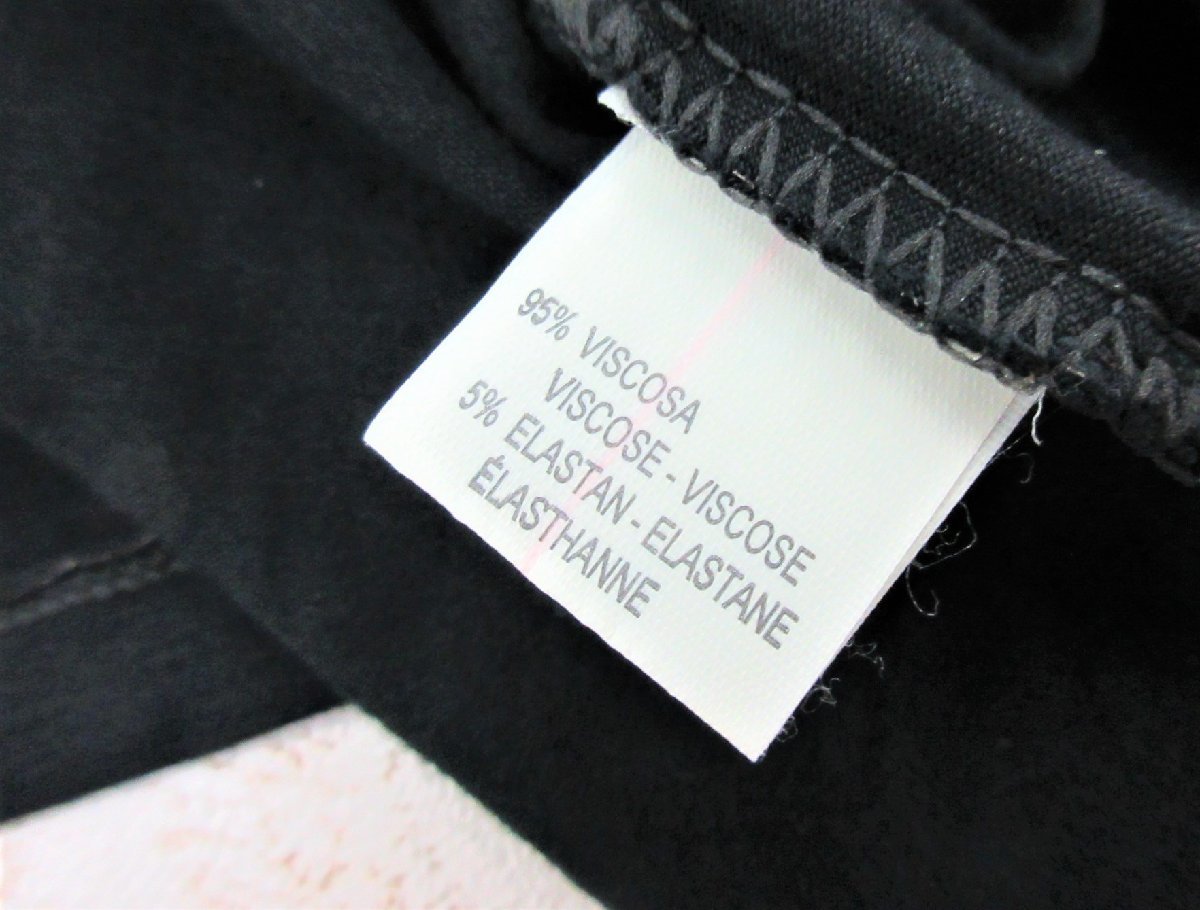 95% VISCOSA
VISCOSE - VISCOSE
5% ELASTAN - ELASTANE
ÉLASTHANNE